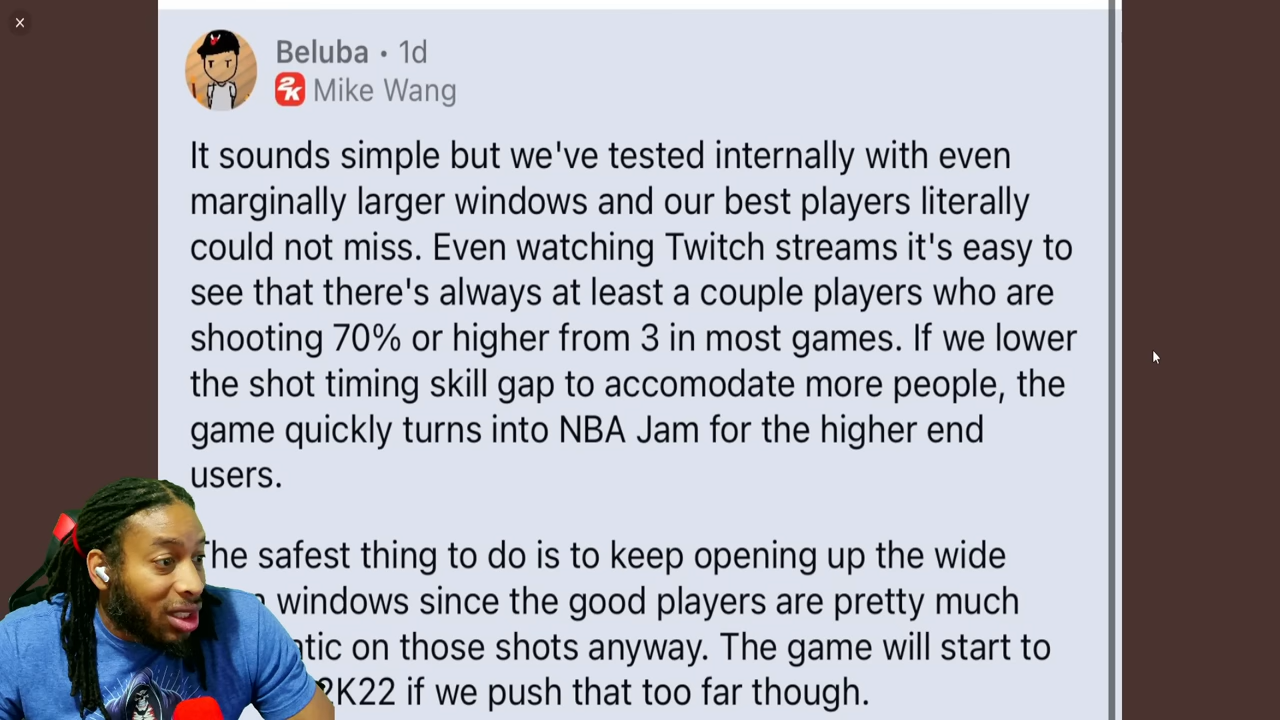 Beluba • 1d
2K Mike Wang
It sounds simple but we've tested internally with even
marginally larger windows and our best players literally
could not miss. Even watching Twitch streams it's easy to
see that there's always at least a couple players who are
shooting 70% or higher from 3 in most games. If we lower
the shot timing skill gap to accomodate more people, the
game quickly turns into NBA Jam for the higher end
users.
The safest thing to do is to keep opening up the wide
windows since the good players are pretty much
on those shots anyway. The game will start to
2K22 if we push that too far though.